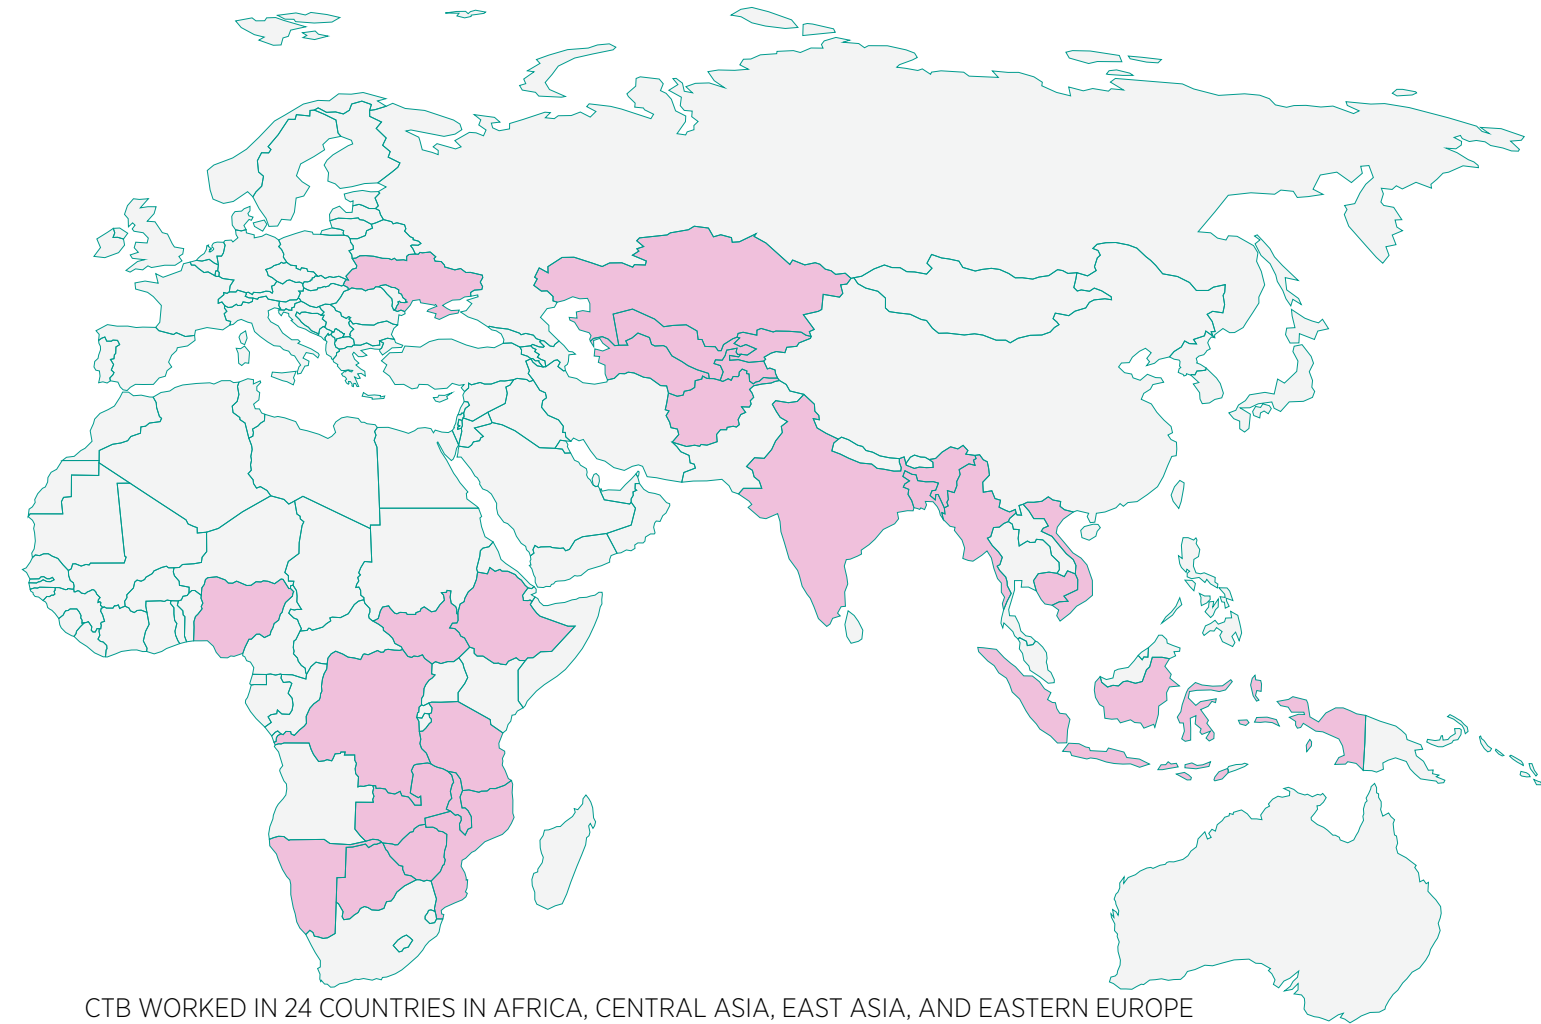 CTB WORKED IN 24 COUNTRIES IN AFRICA, CENTRAL ASIA, EAST ASIA, AND EASTERN EUROPE